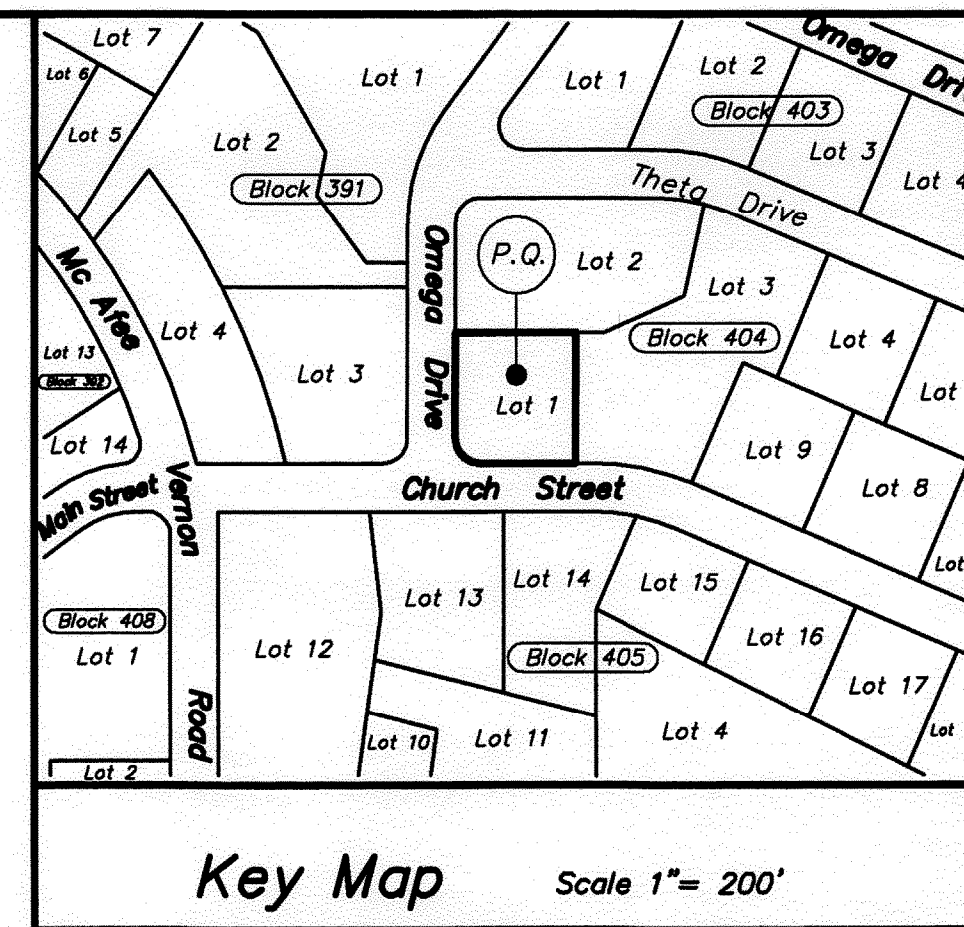 Lot 7
Lot 6
Lot 5
Lot 1
Lot 2
Block 391
Lot 1
Lot 2
Block 403
Lot 3
Lot 4
Omega
Theta Drive
Mc Afee
Omega Drive
P.Q.
Lot 2
Lot 3
Block 404
Lot 4
Lot
Lot 4
Lot 3
Lot 13
Lot 14
Lot 1
Lot 9
Lot 8
Lot
Main Street
Vernon Road
Church Street
Lot 13
Lot 14
Lot 15
Lot 16
Lot 17
Lot
Block 408
Lot 1
Lot 2
Lot 12
Block 405
Lot 10
Lot 11
Lot 4
Key Map
Scale 1"= 200'